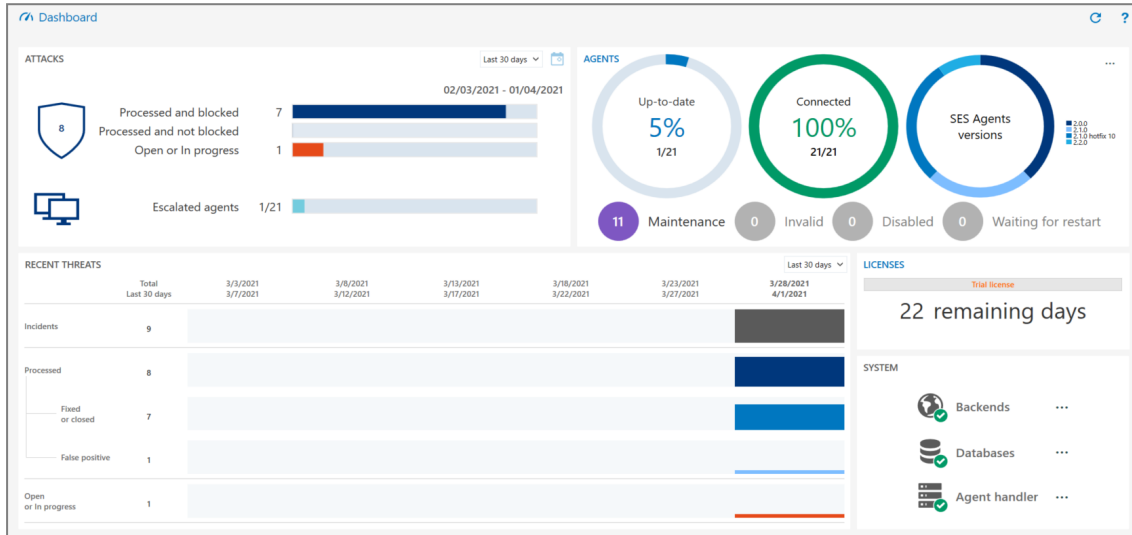 Dashboard
?
ATTACKS
Last 30 days
02/03/2021 - 01/04/2021
8
Processed and blocked 7
Processed and not blocked
Open or In progress 1
Escalated agents 1/21
AGENTS
...
Up-to-date
5%
1/21
Connected
100%
21/21
SES Agents
versions
2.0.0
2.1.0
2.1.0 hotfix 10
2.2.0
11 Maintenance 0 Invalid 0 Disabled 0 Waiting for restart
RECENT THREATS
Last 30 days
Total 3/3/2021 3/8/2021 3/13/2021 3/18/2021 3/23/2021 3/28/2021
Last 30 days 3/7/2021 3/12/2021 3/17/2021 3/22/2021 3/27/2021 4/1/2021
Incidents 9
Processed 8
Fixed
or closed 7
False positive 1
Open
or In progress 1
LICENSES
Trial license
22 remaining days
SYSTEM
Backends ...
Databases ...
Agent handler ...